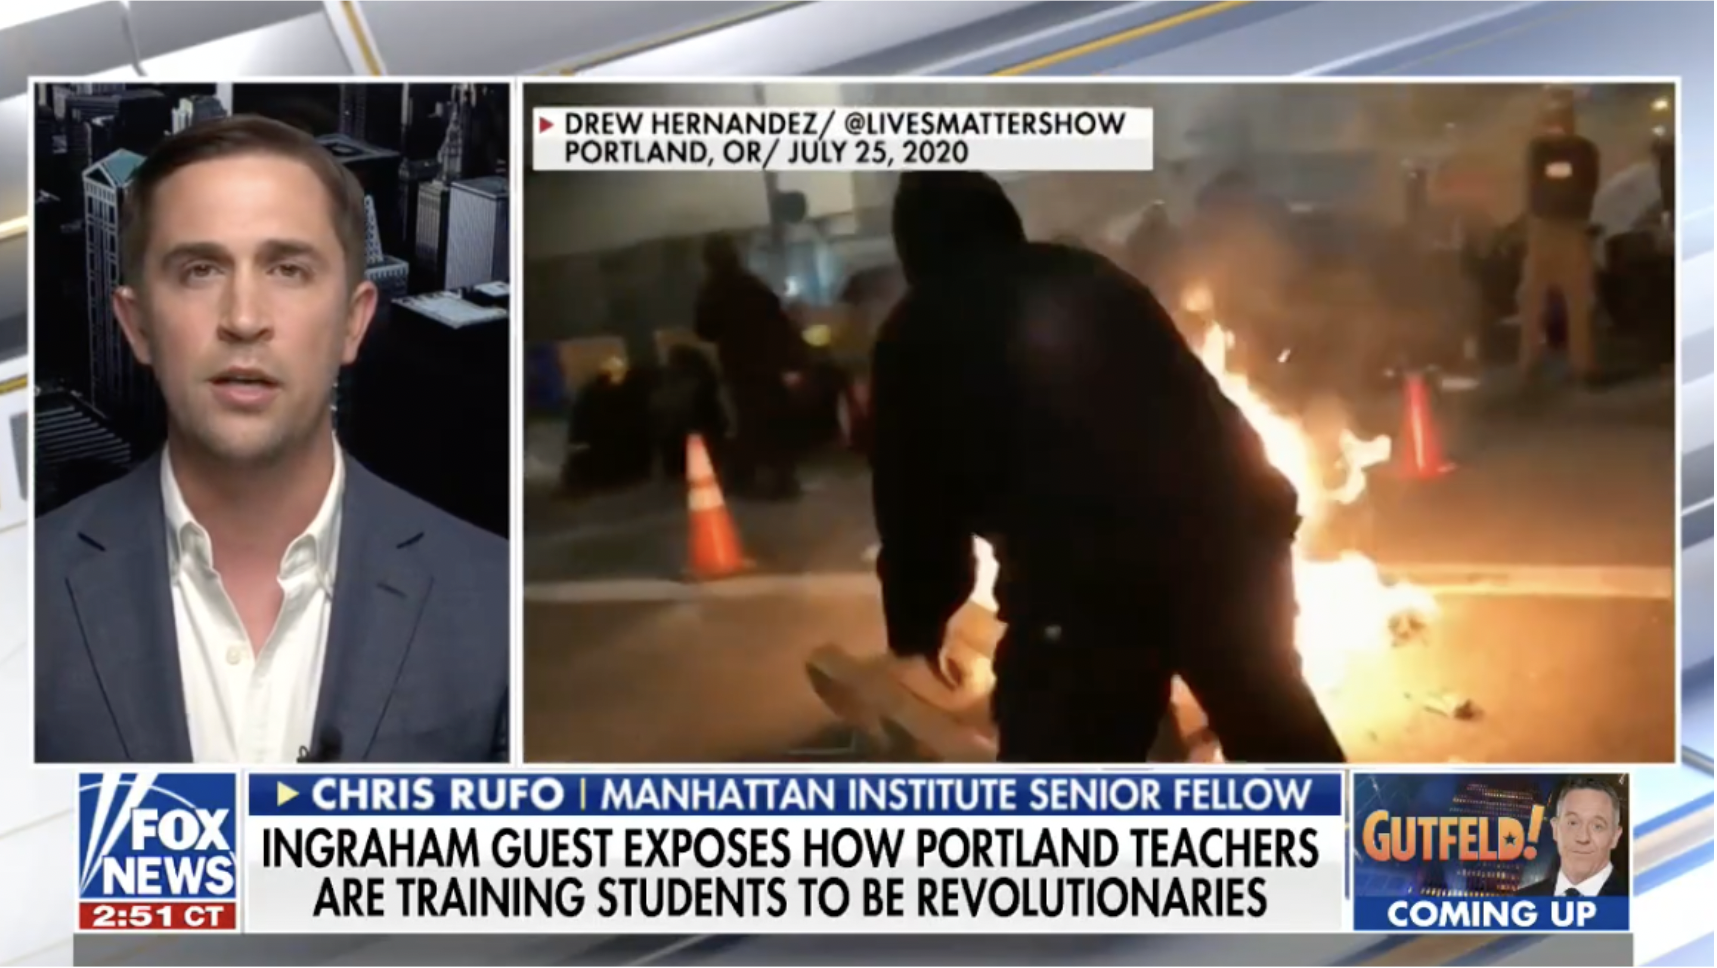 DREW HERNANDEZ/ @LIVESMATTERSHOW
PORTLAND, OR/ JULY 25, 2020
CHRIS RUFO | MANHATTAN INSTITUTE SENIOR FELLOW
INGRAHAM GUEST EXPOSES HOW PORTLAND TEACHERS
ARE TRAINING STUDENTS TO BE REVOLUTIONARIES
FOX
NEWS
2:51 CT
GUTFELD!
COMING UP